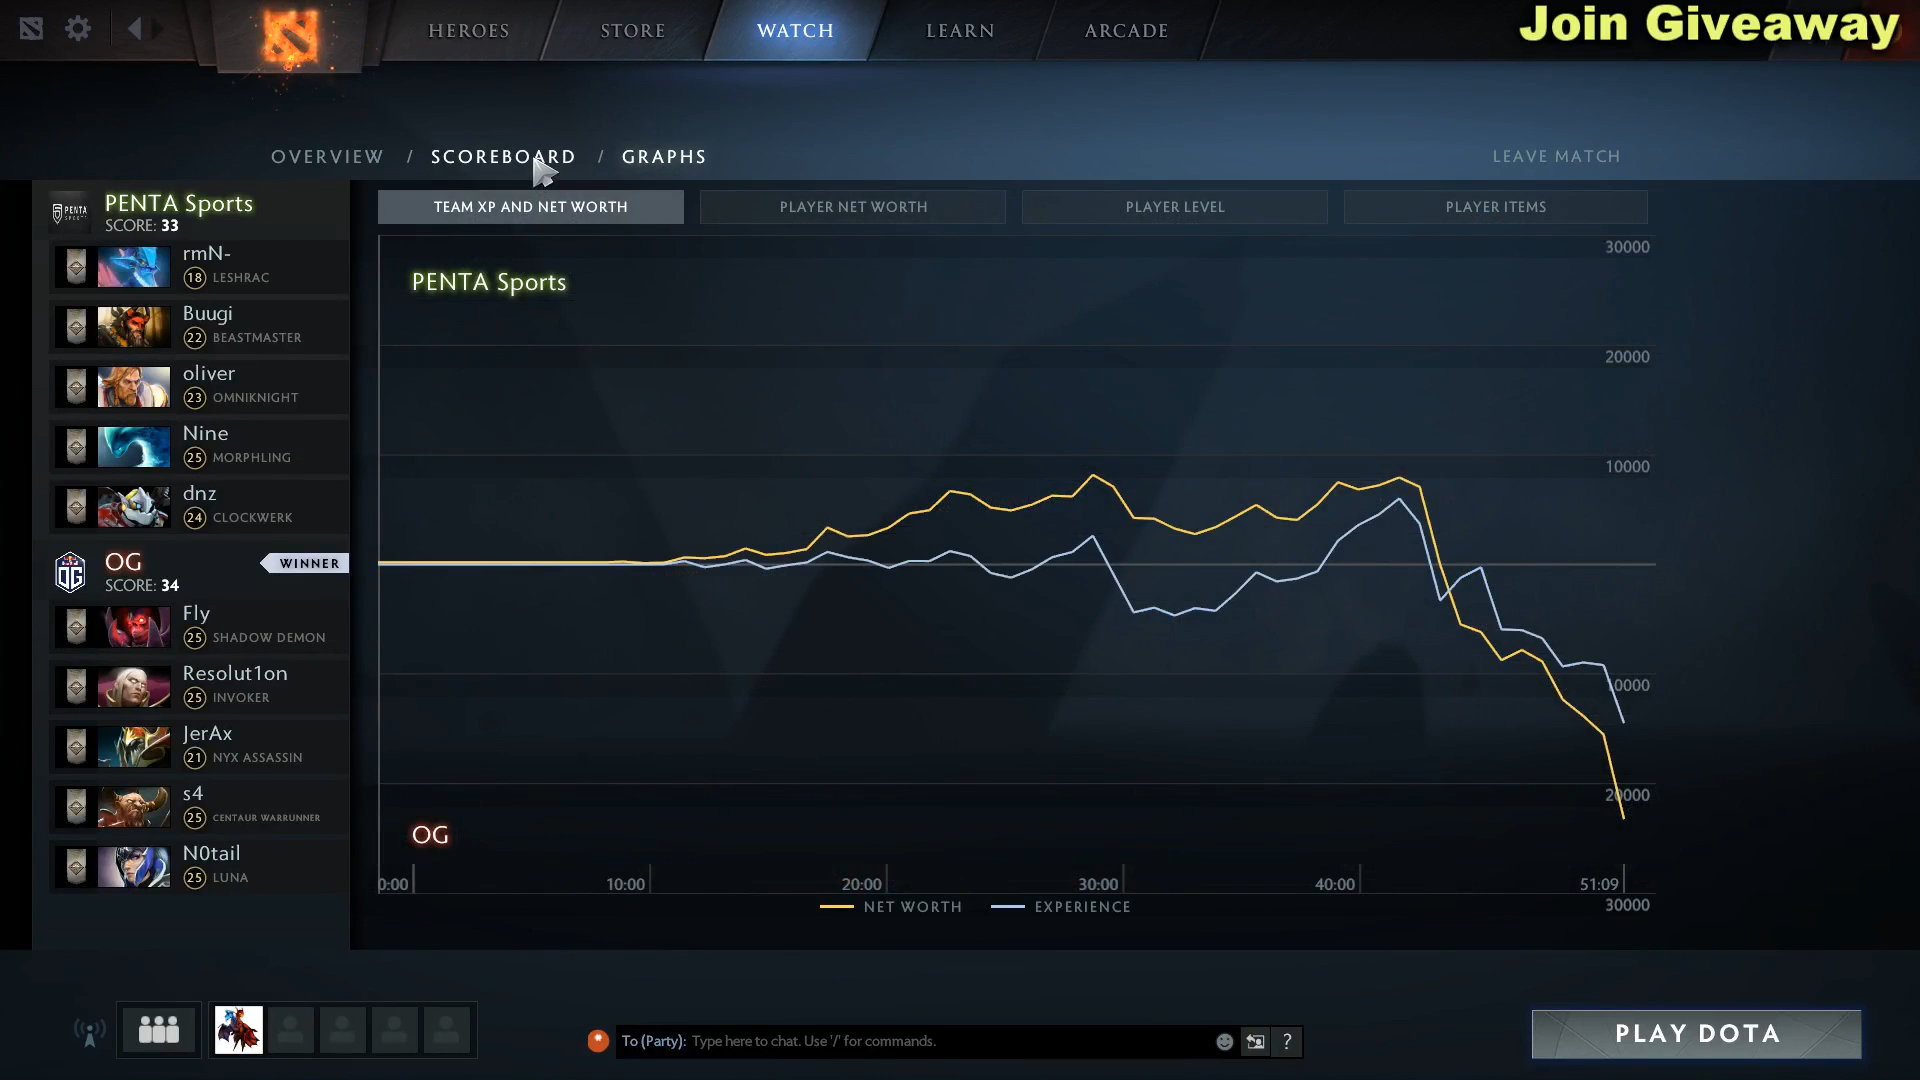 HEROES
STORE
WATCH
LEARN
ARCADE
Join Giveaway
OVERVIEW / SCOREBOARD / GRAPHS
LEAVE MATCH
PENTA Sports
SCORE: 33
rmN-
18 LESHRAC
Buugi
22 BEASTMASTER
oliver
23 OMNIKNIGHT
Nine
25 MORPHLING
dnz
24 CLOCKWERK
OG
WINNER
SCORE: 34
Fly
25 SHADOW DEMON
Resolut1on
25 INVOKER
JerAx
21 NYX ASSASSIN
s4
25 CENTAUR WARRUNNER
N0tail
25 LUNA
TEAM XP AND NET WORTH
PLAYER NET WORTH
PLAYER LEVEL
PLAYER ITEMS
30000
PENTA Sports
20000
10000
10000
20000
OG
0:00
10:00
20:00
30:00
40:00
51:09
30000
NET WORTH
EXPERIENCE
To (Party): Type here to chat. Use '/' for commands.
?
PLAY DOTA